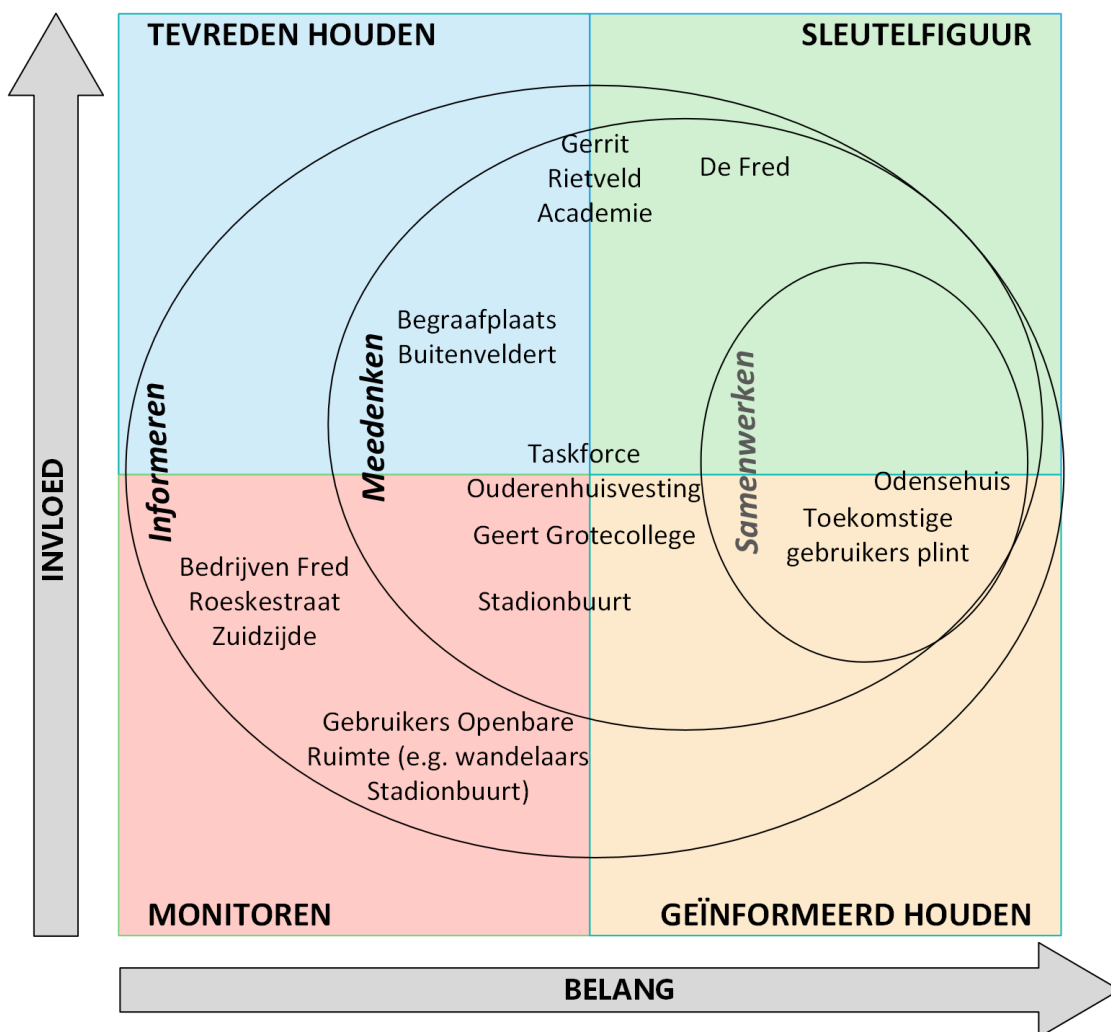 TEVREDEN HOUDEN
SLEUTELFIGUUR
Gerrit
Rietveld
Academie
De Fred
Begraafplaats
Buitenveldert
Informeren
Meedenken
Samenwerken
Taskforce
Ouderenhuisvesting
Odensehuis
Toekomstige
gebruikers plint
Geert Grotecollege
Bedrijven Fred
Roeskestraat
Zuidzijde
Stadionbuurt
Gebruikers Openbare
Ruimte (e.g. wandelaars
Stadionbuurt)
MONITOREN
GEÏNFORMEERD HOUDEN
INVLOED
BELANG